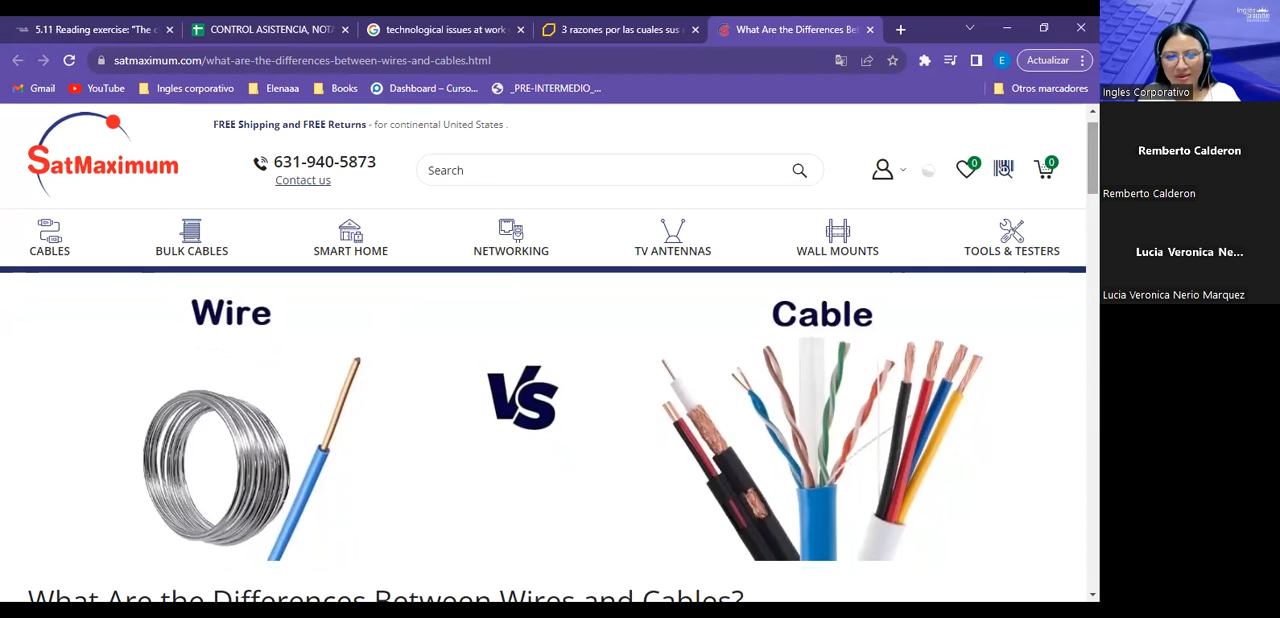 5.11 Reading exercise: "The c
CONTROL ASISTENCIA, NOTA
technological issues at work
3 razones por las cuales sus
What Are the Differences Bet
satmaximum.com/what-are-the-differences-between-wires-and-cables.html
E
Actualizar
Gmail
YouTube
Ingles corporativo
Elenaaa
Books
Dashboard – Curso...
_PRE-INTERMEDIO_...
Otros marcadores
FREE Shipping and FREE Returns - for continental United States .
SatMaximum
631-940-5873
Contact us
Search
0
0
CABLES
BULK CABLES
SMART HOME
NETWORKING
TV ANTENNAS
WALL MOUNTS
TOOLS & TESTERS
Wire
VS
Cable
What Are the Differences Between Wires and Cables?
Ingles Corporativo
Remberto Calderon
Remberto Calderon
Lucia Veronica Ne...
Lucia Veronica Nerio Marquez